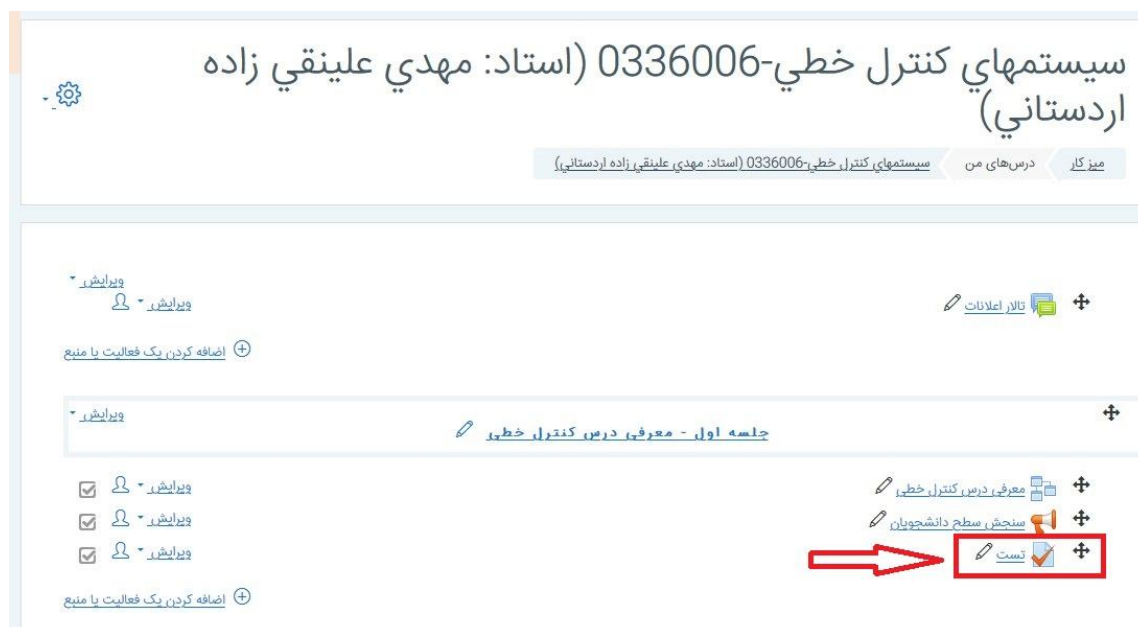 سيستمهاي كنترل خطي-0336006 (استاد: مهدي علينقي زاده
اردستاني)
میز کار
درس‌های من
سيستمهاي كنترل خطي-0336006 (استاد: مهدي علينقي زاده اردستاني)
ویرایش
تالار اعلانات
ویرایش
اضافه کردن یک فعالیت یا منبع
ویرایش
جلسه اول - معرفی درس کنترل خطی
معرفی درس کنترل خطی
ویرایش
سنجش سطح دانشجویان
ویرایش
تست
ویرایش
اضافه کردن یک فعالیت یا منبع